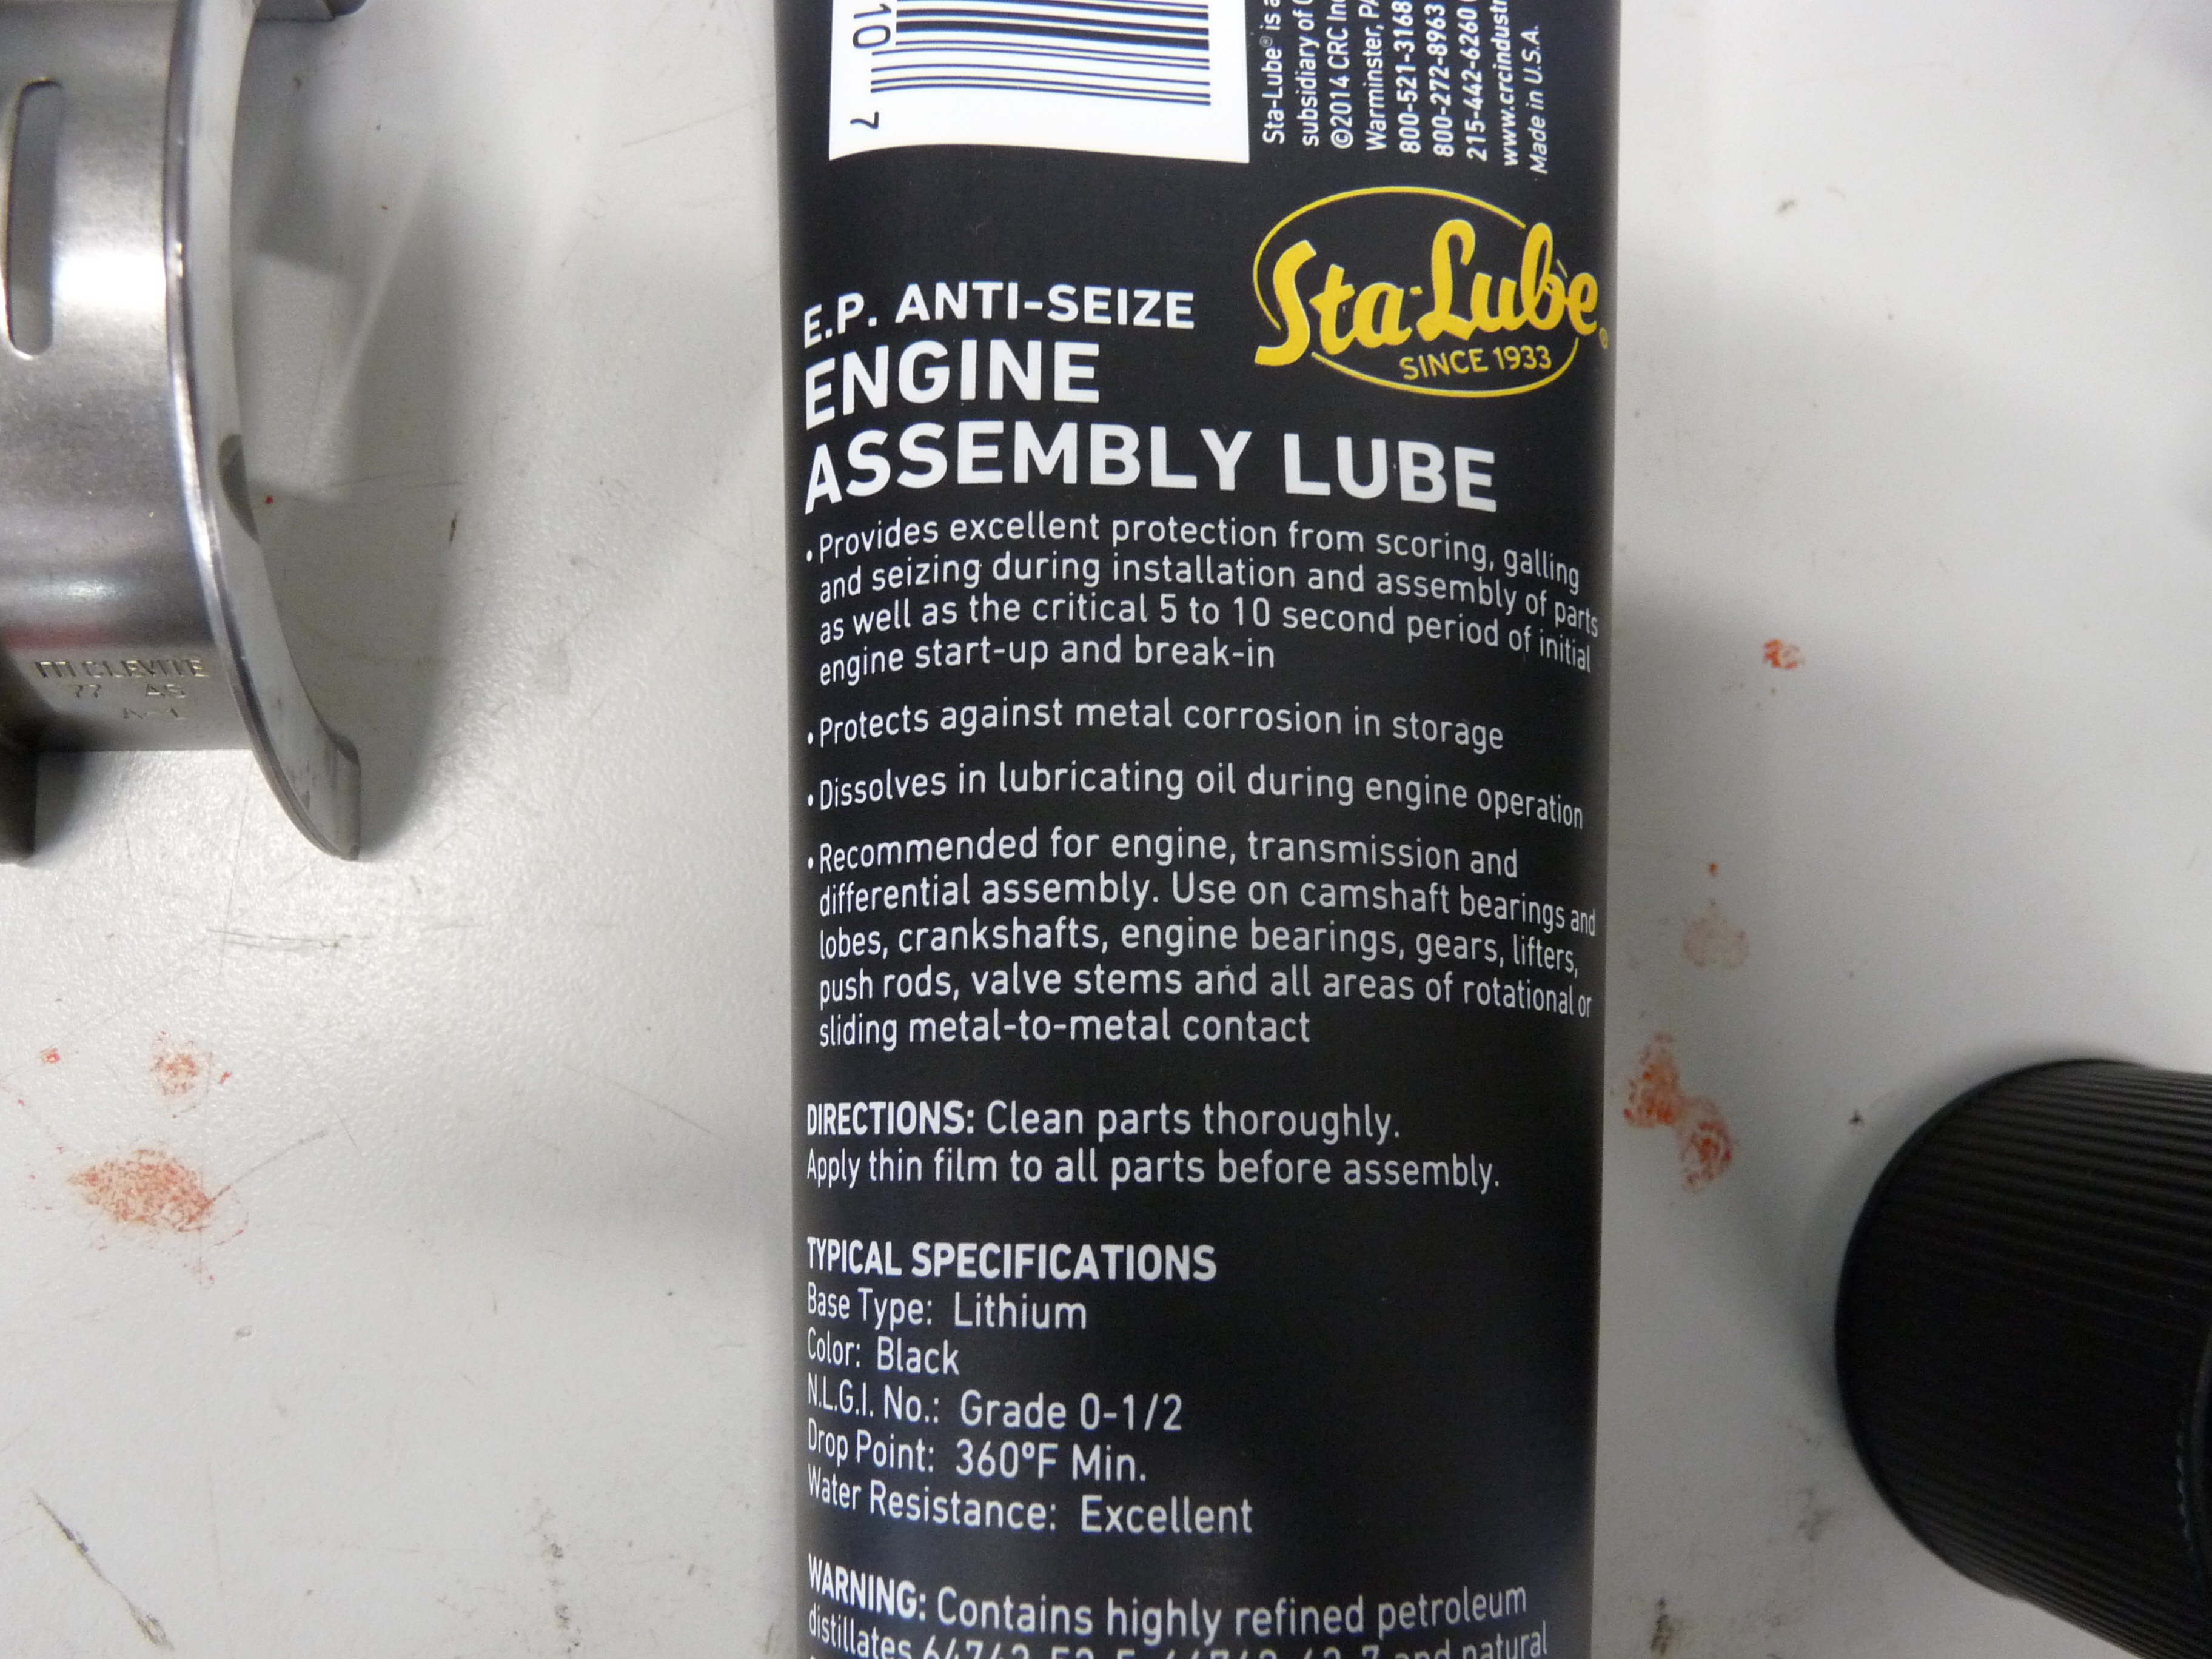 10
7
Sta-Lube® is a
subsidiary of
©2014 CRC
Warminster, PA
800-521-3168
800-272-8963
215-442-6260
www.crcindustr
Made in U.S.A.
Sta-Lube®
SINCE 1933
E.P. ANTI-SEIZE
ENGINE
ASSEMBLY LUBE
• Provides excellent protection from scoring, galling
and seizing during installation and assembly of parts
as well as the critical 5 to 10 second period of initial
engine start-up and break-in
• Protects against metal corrosion in storage
• Dissolves in lubricating oil during engine operation
• Recommended for engine, transmission and
differential assembly. Use on camshaft bearings and
lobes, crankshafts, engine bearings, gears, lifters,
push rods, valve stems and all areas of rotational or
sliding metal-to-metal contact
DIRECTIONS: Clean parts thoroughly.
Apply thin film to all parts before assembly.
TYPICAL SPECIFICATIONS
Base Type: Lithium
Color: Black
N.L.G.I. No.: Grade 0-1/2
Drop Point: 360°F Min.
Water Resistance: Excellent
WARNING: Contains highly refined petroleum
distillates and natural
CLEVITE
77